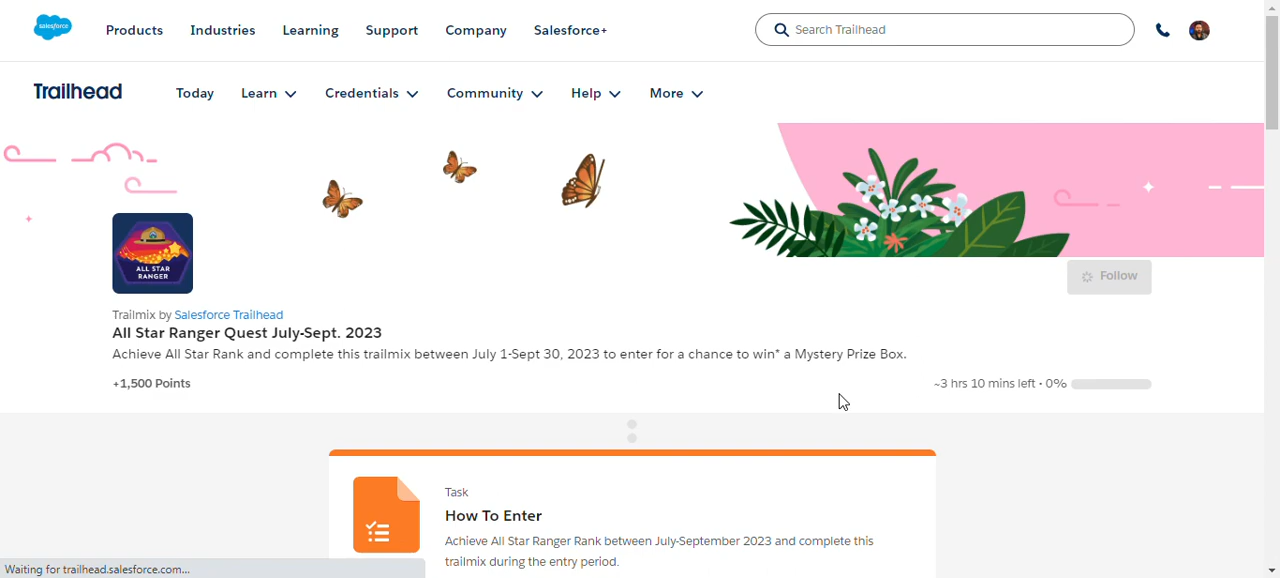 salesforce
Products Industries Learning Support Company Salesforce+
Search Trailhead
Trailhead
Today Learn Credentials Community Help More
ALL STAR
RANGER
Follow
Trailmix by Salesforce Trailhead
All Star Ranger Quest July-Sept. 2023
Achieve All Star Rank and complete this trailmix between July 1-Sept 30, 2023 to enter for a chance to win* a Mystery Prize Box.
+1,500 Points
~3 hrs 10 mins left • 0%
Task
How To Enter
Achieve All Star Ranger Rank between July-September 2023 and complete this
trailmix during the entry period.
Waiting for trailhead.salesforce.com...